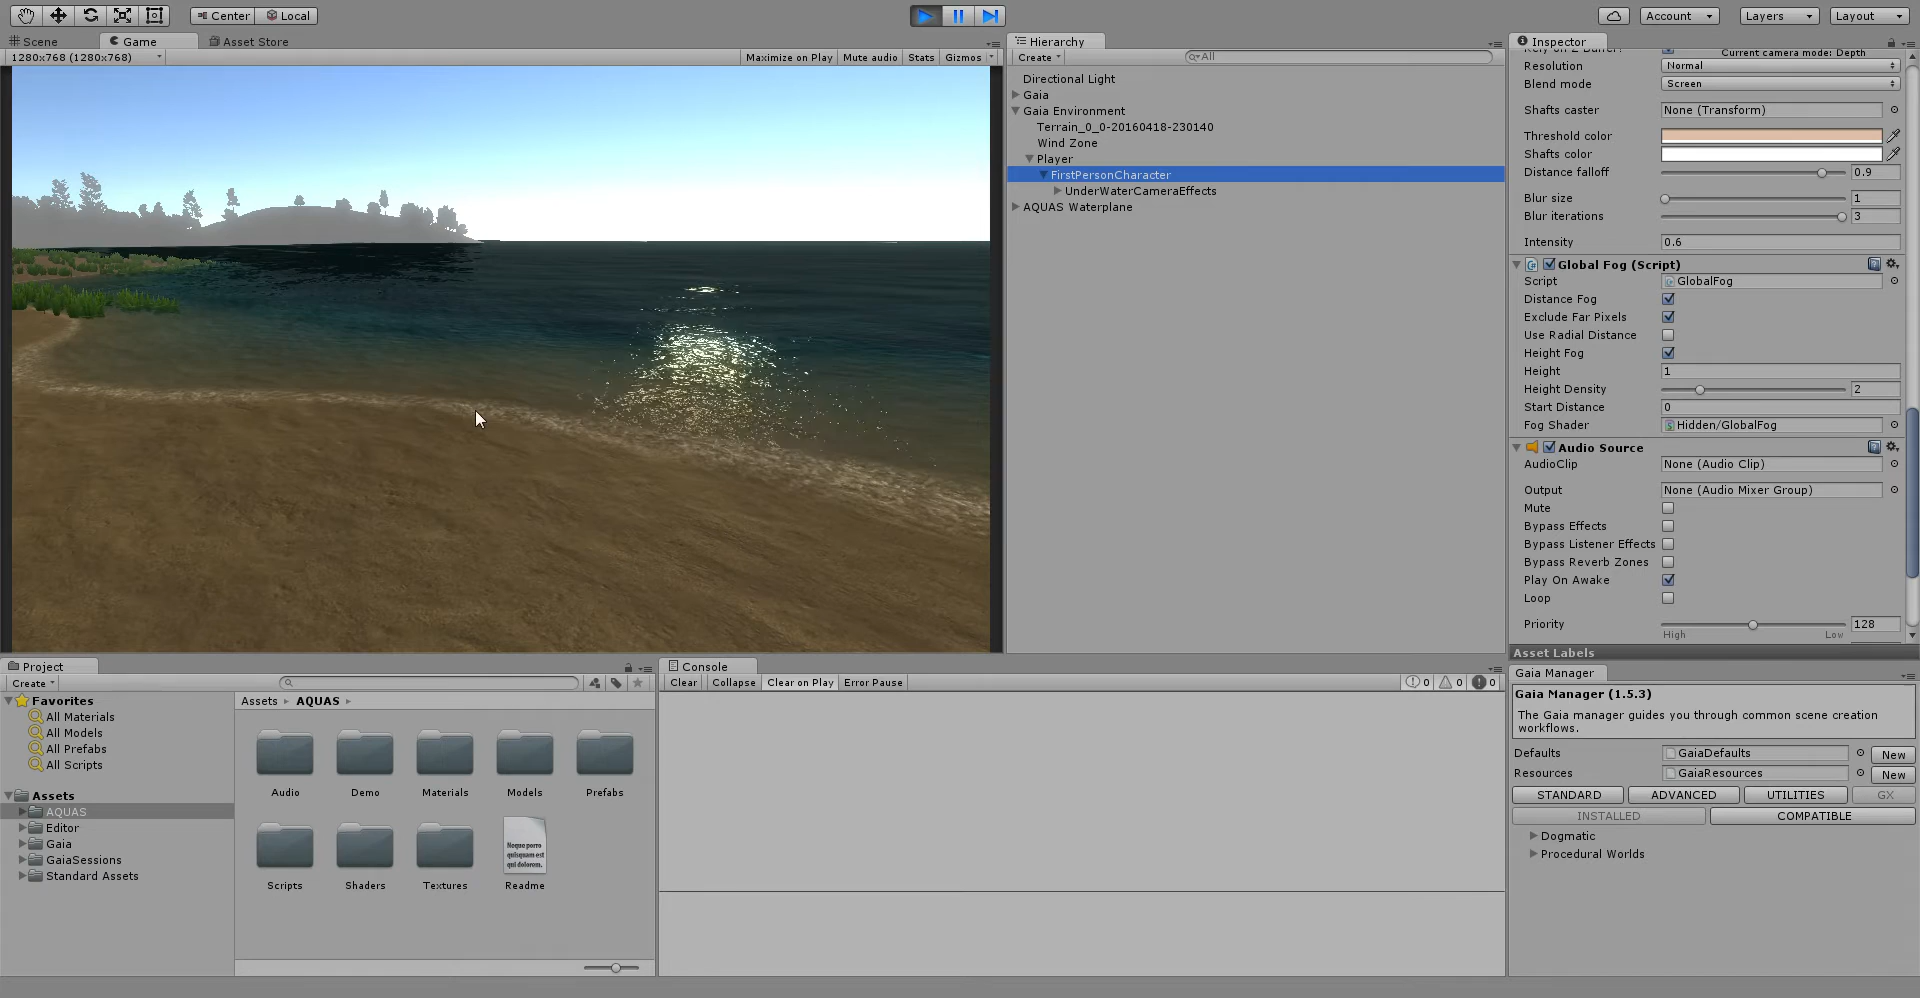 Center Local Account Layers Layout
Scene Game Asset Store
1280x768 (1280x768) Maximize on Play Mute audio Stats Gizmos
Hierarchy
Create All
Directional Light
Gaia
Gaia Environment
Terrain_0_0-20160418-230140
Wind Zone
Player
FirstPersonCharacter
UnderWaterCameraEffects
AQUAS Waterplane
Inspector
Current camera mode: Depth
Resolution Normal
Blend mode Screen
Shafts caster None (Transform)
Threshold color
Shafts color
Distance falloff 0.9
Blur size 1
Blur iterations 3
Intensity 0.6
Global Fog (Script)
Script GlobalFog
Distance Fog
Exclude Far Pixels
Use Radial Distance
Height Fog
Height 1
Height Density 2
Start Distance 0
Fog Shader Hidden/GlobalFog
Audio Source
AudioClip None (Audio Clip)
Output None (Audio Mixer Group)
Mute
Bypass Effects
Bypass Listener Effects
Bypass Reverb Zones
Play On Awake
Loop
Priority 128
High Low
Asset Labels
Project
Create
Favorites
All Materials
All Models
All Prefabs
All Scripts
Assets
AQUAS
Editor
Gaia
GaiaSessions
Standard Assets
Assets AQUAS
Audio Demo Materials Models Prefabs
Neque porro
quisquam est
qui dolorem.
Scripts Shaders Textures Readme
Console
Clear Collapse Clear on Play Error Pause 0 0 0
Gaia Manager
Gaia Manager (1.5.3)
The Gaia manager guides you through common scene creation
workflows.
Defaults GaiaDefaults New
Resources GaiaResources New
STANDARD ADVANCED UTILITIES GX
INSTALLED COMPATIBLE
Dogmatic
Procedural Worlds